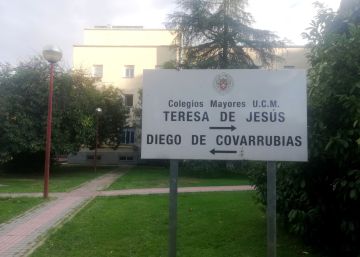 Colegios Mayores U.C.M.
TERESA DE JESÚS
DIEGO DE COVARRUBIAS